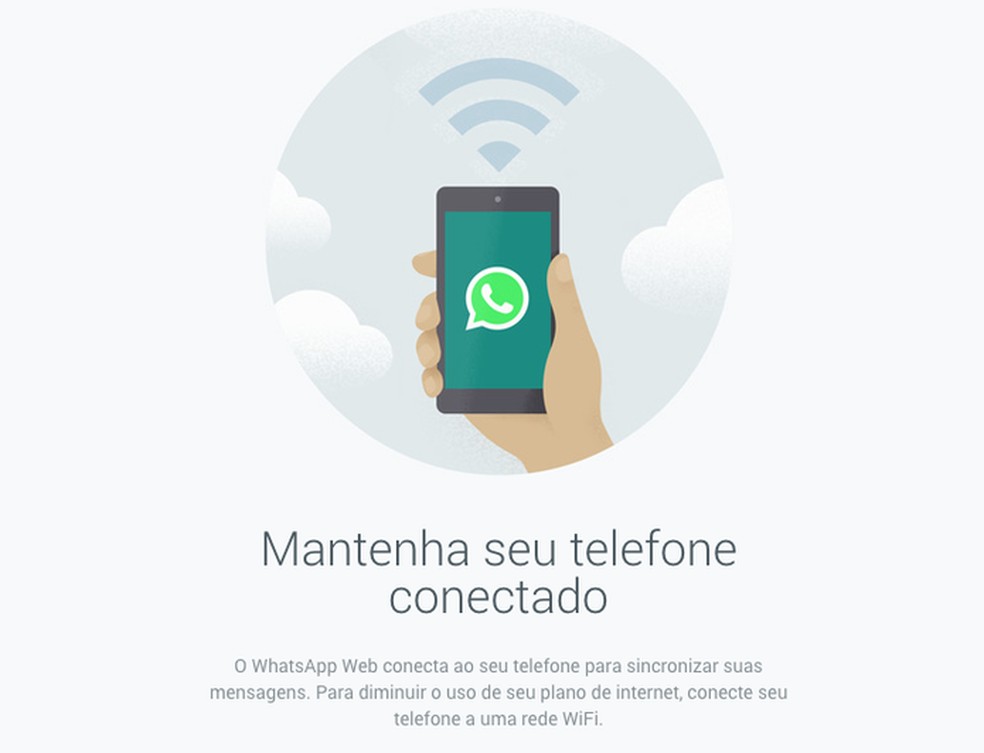 Mantenha seu telefone
conectado
O WhatsApp Web conecta ao seu telefone para sincronizar suas
mensagens. Para diminuir o uso de seu plano de internet, conecte seu
telefone a uma rede WiFi.